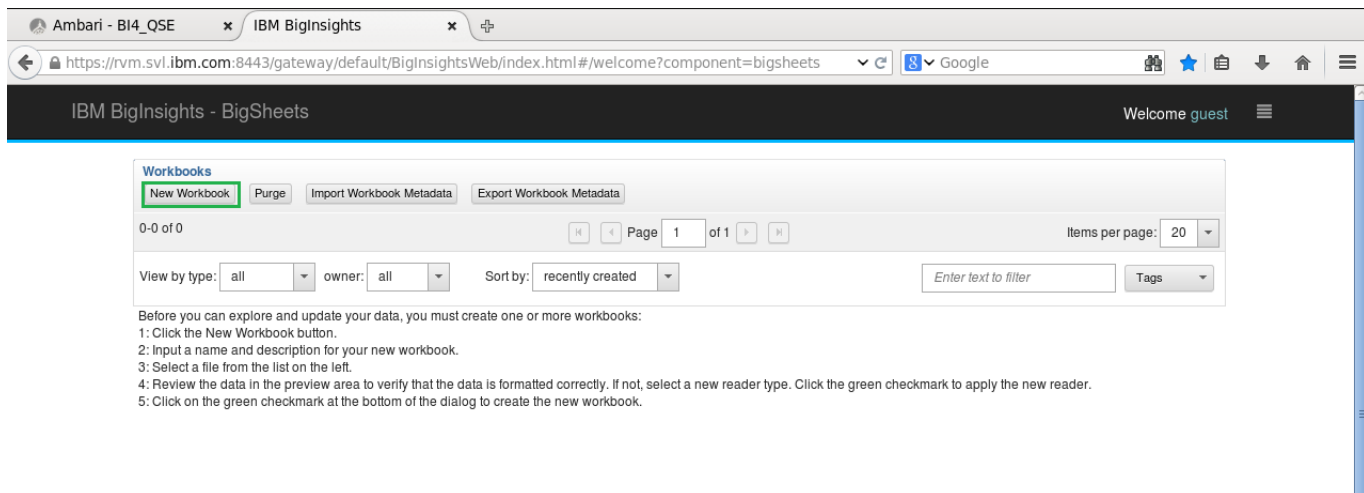 Ambari - BI4_QSE
IBM BigInsights
https://rvm.svl.ibm.com:8443/gateway/default/BigInsightsWeb/index.html#/welcome?component=bigsheets
8
Google
IBM BigInsights - BigSheets
Welcome guest
Workbooks
New Workbook Purge Import Workbook Metadata Export Workbook Metadata
0-0 of 0
Page 1 of 1
Items per page: 20
View by type: all owner: all Sort by: recently created
Enter text to filter
Tags
Before you can explore and update your data, you must create one or more workbooks:
1: Click the New Workbook button.
2: Input a name and description for your new workbook.
3: Select a file from the list on the left.
4: Review the data in the preview area to verify that the data is formatted correctly. If not, select a new reader type. Click the green checkmark to apply the new reader.
5: Click on the green checkmark at the bottom of the dialog to create the new workbook.